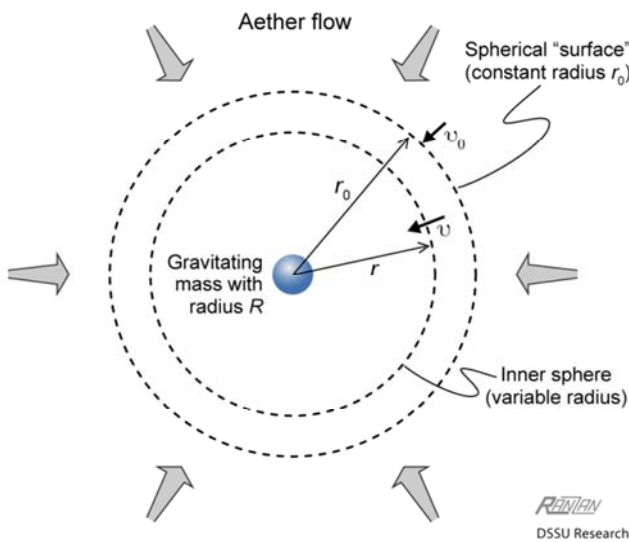 Aether flow
Spherical “surface”
(constant radius r₀)
υ₀
r₀
υ
r
Gravitating
mass with
radius R
Inner sphere
(variable radius)
RANZAN
DSSU Research